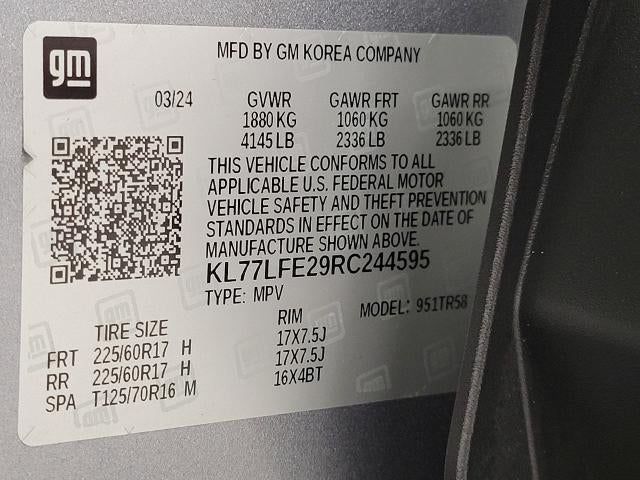 gm
MFD BY GM KOREA COMPANY
03/24 GVWR GAWR FRT GAWR RR
1880 KG 1060 KG 1060 KG
4145 LB 2336 LB 2336 LB
THIS VEHICLE CONFORMS TO ALL
APPLICABLE U.S. FEDERAL MOTOR
VEHICLE SAFETY AND THEFT PREVENTION
STANDARDS IN EFFECT ON THE DATE OF
MANUFACTURE SHOWN ABOVE.
KL77LFE29RC244595
TYPE: MPV MODEL: 951TR58
TIRE SIZE RIM
FRT 225/60R17 H 17X7.5J
RR 225/60R17 H 17X7.5J
SPA T125/70R16 M 16X4BT